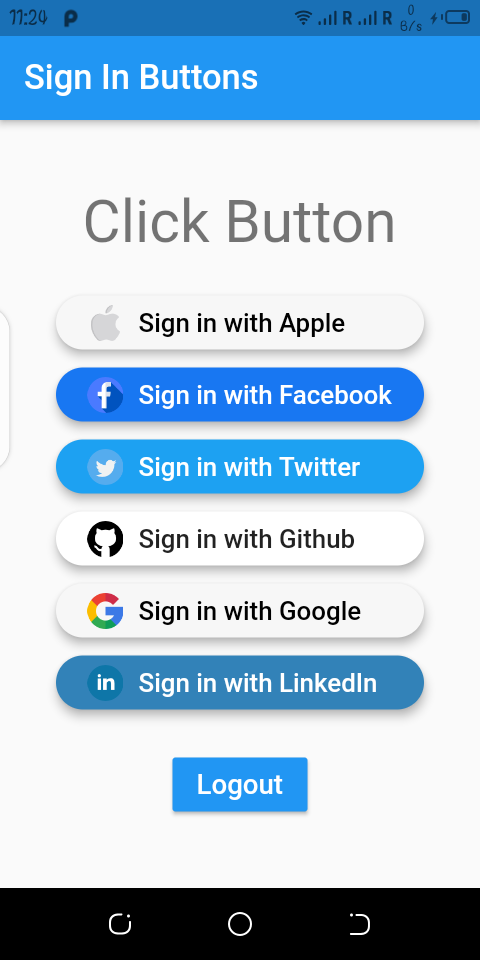 11:24
R R 0 B/s
Sign In Buttons
Click Button
Sign in with Apple
Sign in with Facebook
Sign in with Twitter
Sign in with Github
Sign in with Google
in Sign in with LinkedIn
Logout